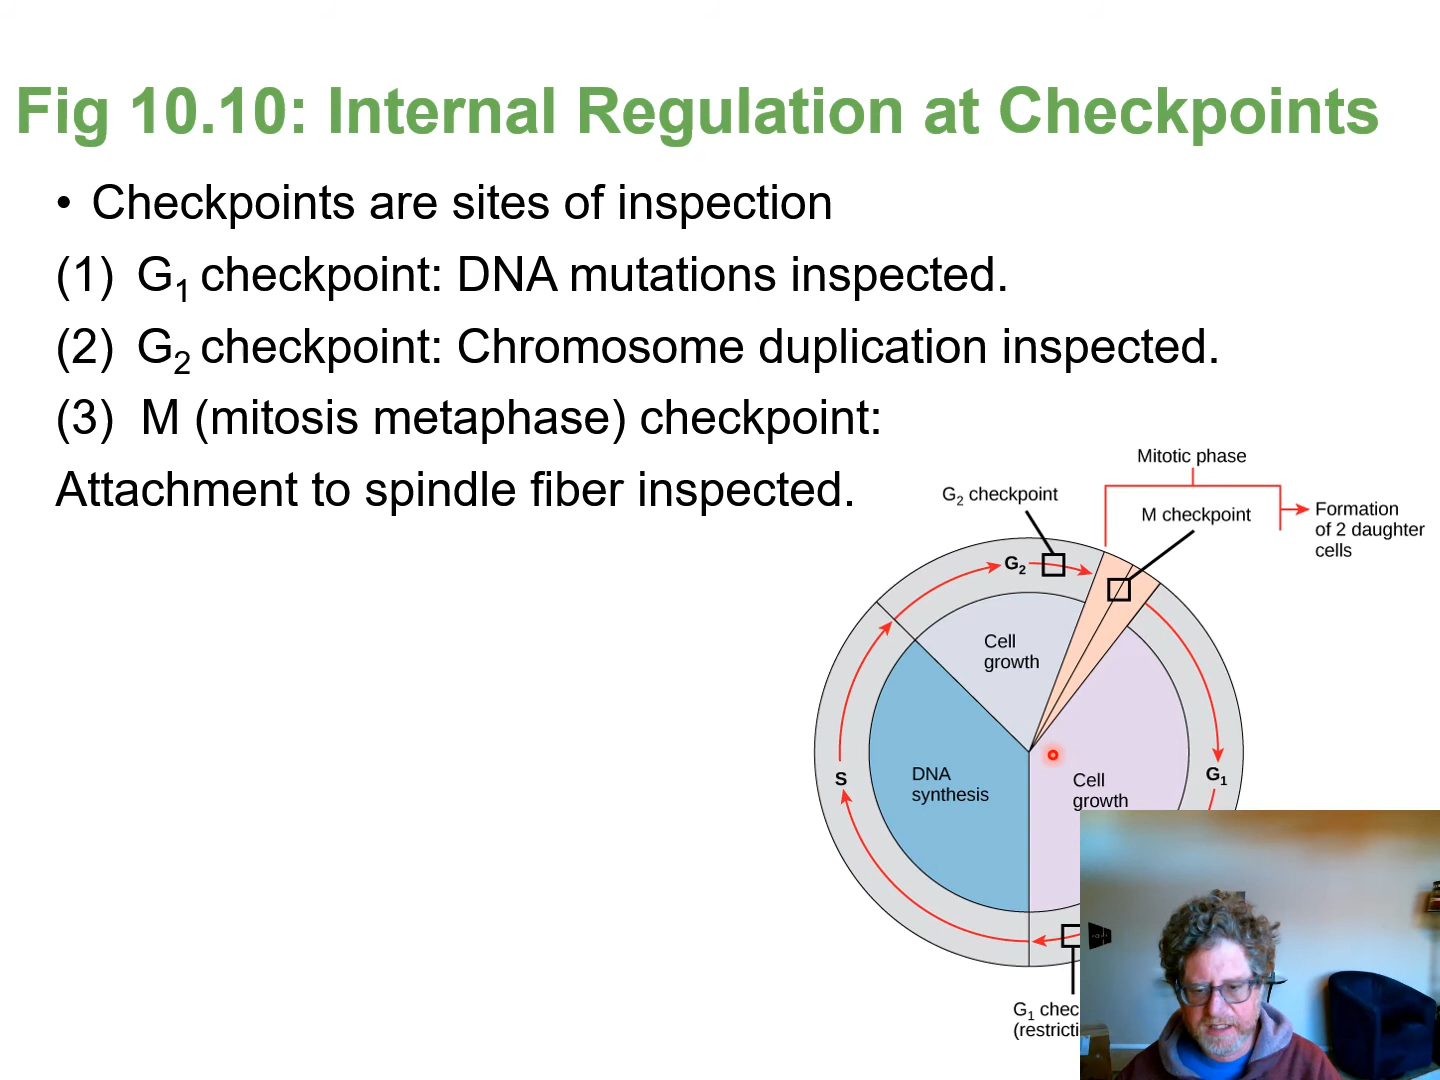 Fig 10.10: Internal Regulation at Checkpoints
• Checkpoints are sites of inspection
(1) G₁ checkpoint: DNA mutations inspected.
(2) G₂ checkpoint: Chromosome duplication inspected.
(3) M (mitosis metaphase) checkpoint:
Attachment to spindle fiber inspected.
Mitotic phase
G₂ checkpoint
M checkpoint
Formation
of 2 daughter
cells
G₂
Cell
growth
S
DNA
synthesis
Cell
growth
G₁
G₁ chec
(restricti